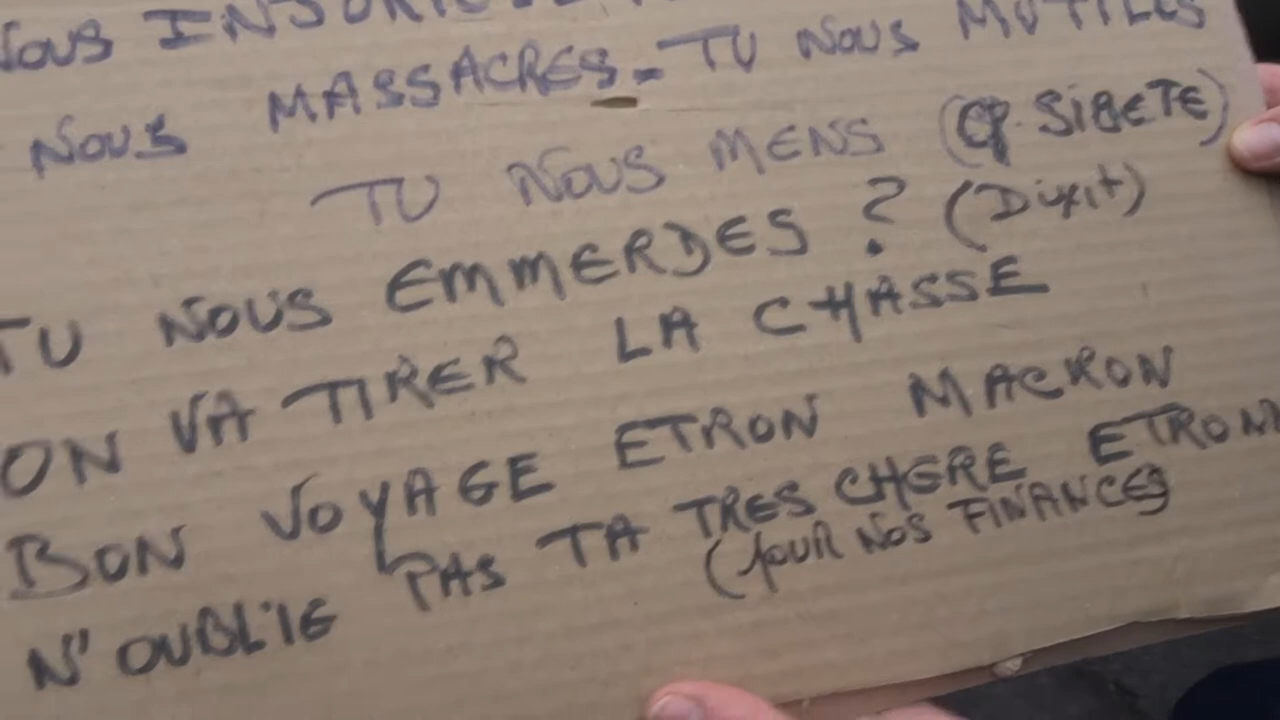 NOUS
NOUS MASSACRES - TU NOUS MUTILES
TU NOUS MENS (CF. SIBETE)
TU NOUS EMMERDES ? (Dixit)
ON VA TIRER LA CHASSE
BON VOYAGE ETRON MACRON
N'OUBLIE PAS TA TRES CHERE ETRON
(POUR NOS FINANCES